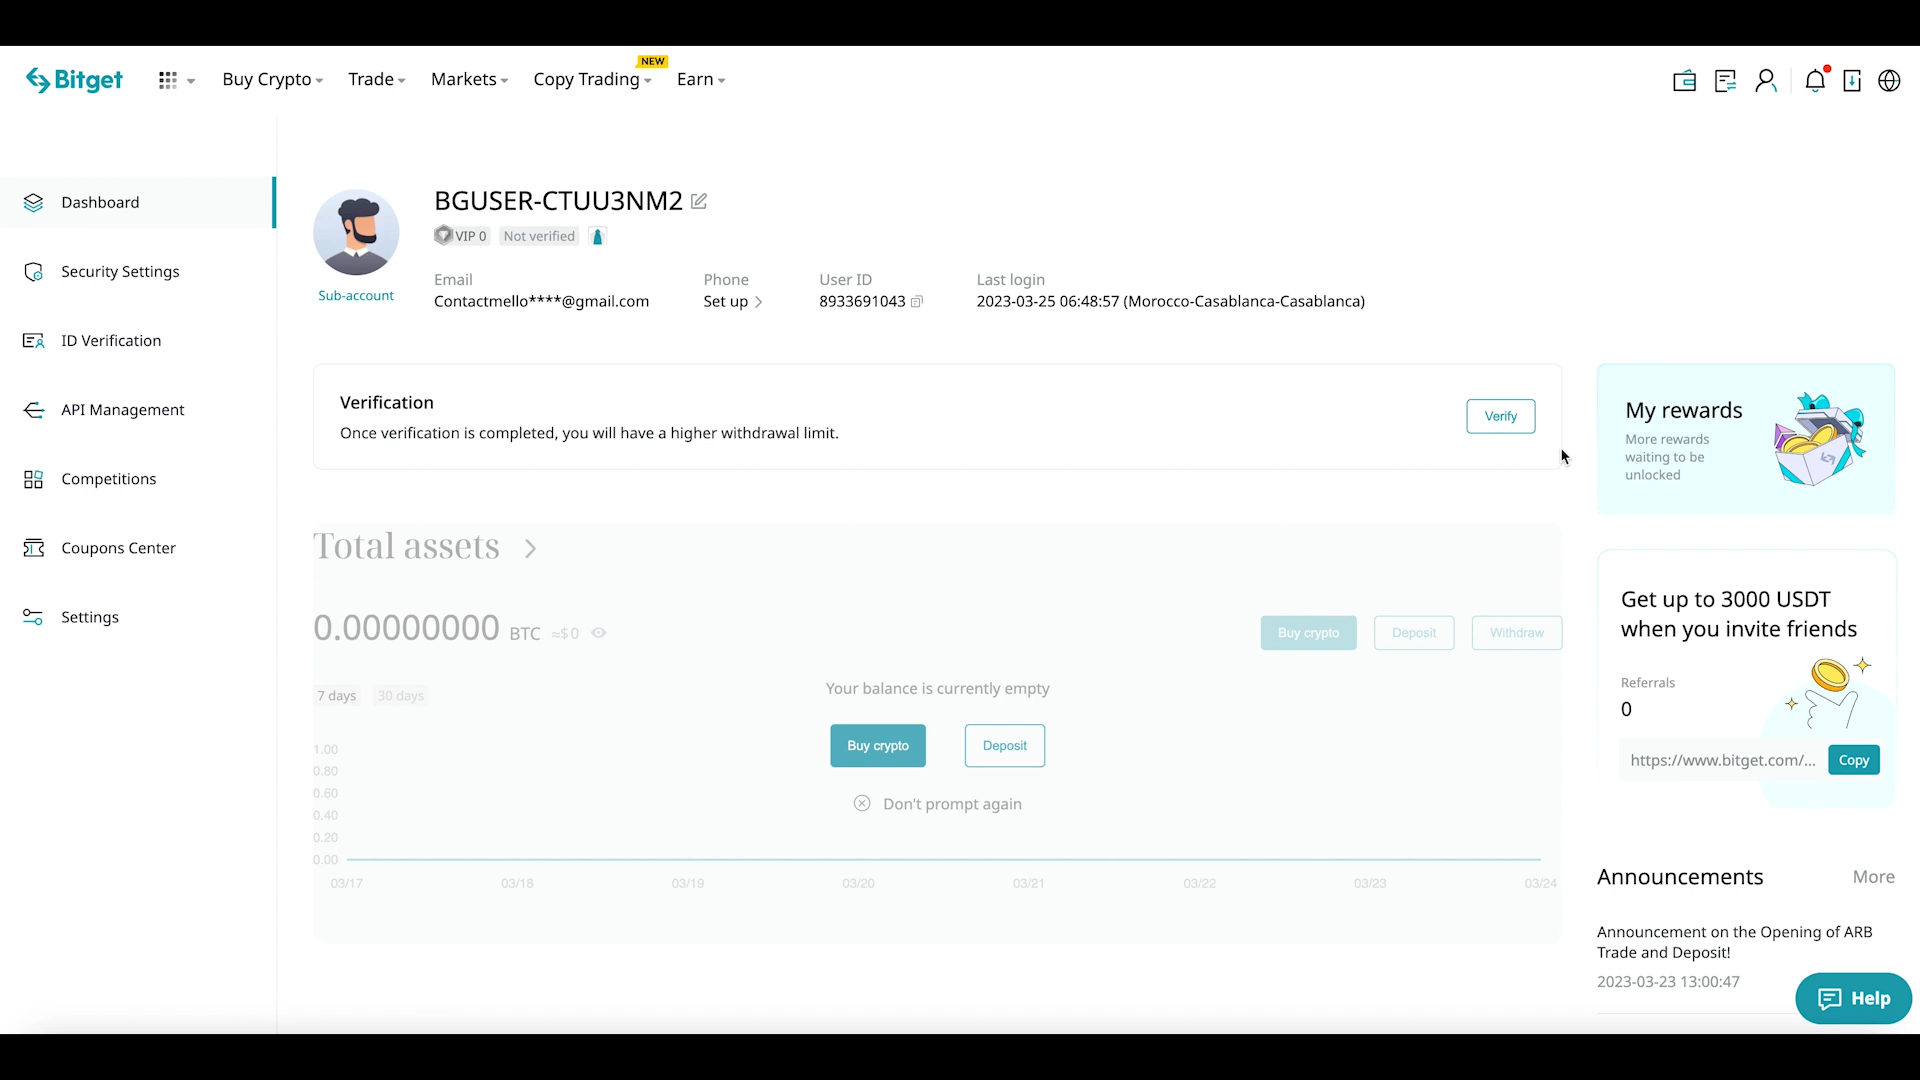 Bitget
Buy Crypto
Trade
Markets
Copy Trading
NEW
Earn
Dashboard
Security Settings
ID Verification
API Management
Competitions
Coupons Center
Settings
BGUSER-CTUU3NM2
VIP 0
Not verified
Sub-account
Email
Contactmello****@gmail.com
Phone
Set up
User ID
8933691043
Last login
2023-03-25 06:48:57 (Morocco-Casablanca-Casablanca)
Verification
Once verification is completed, you will have a higher withdrawal limit.
Verify
Total assets
0.00000000 BTC ≈$0
Buy crypto
Deposit
Withdraw
7 days
30 days
Your balance is currently empty
Buy crypto
Deposit
Don't prompt again
1.00
0.80
0.60
0.40
0.20
0.00
03/17 03/18 03/19 03/20 03/21 03/22 03/23 03/24
My rewards
More rewards
waiting to be
unlocked
Get up to 3000 USDT
when you invite friends
Referrals
0
https://www.bitget.com/...
Copy
Announcements
More
Announcement on the Opening of ARB
Trade and Deposit!
2023-03-23 13:00:47
Help